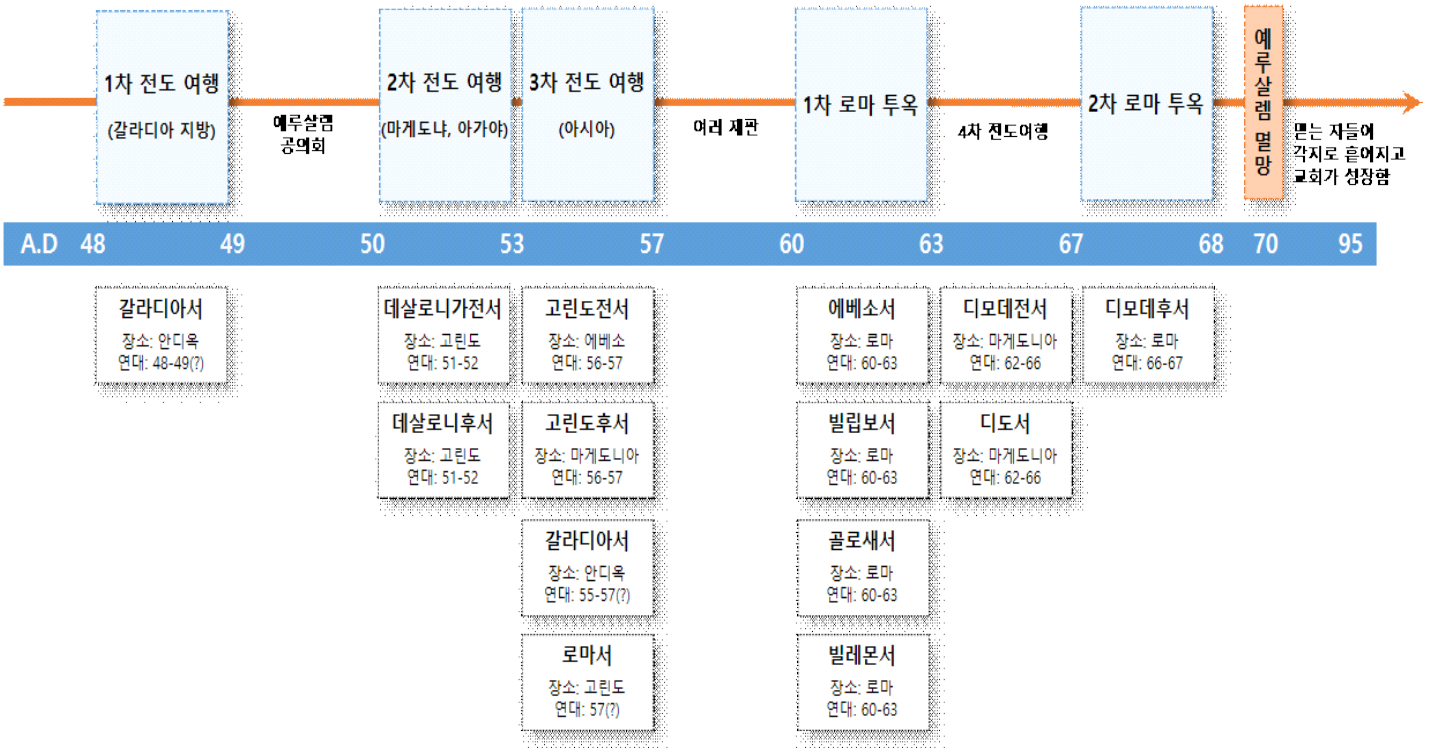 1차 전도 여행
(갈라디아 지방)
예루살렘
공의회
2차 전도 여행
(마게도냐, 아가야)
3차 전도 여행
(아시아)
여러 재판
1차 로마 투옥
4차 전도여행
2차 로마 투옥
예루살렘 멸망
믿는 자들이
각지로 흩어지고
교회가 성장함
A.D 48 49 50 53 57 60 63 67 68 70 95
갈라디아서
장소: 안디옥
연대: 48-49(?)
데살로니가전서
장소: 고린도
연대: 51-52
고린도전서
장소: 에베소
연대: 56-57
에베소서
장소: 로마
연대: 60-63
디모데전서
장소: 마게도니아
연대: 62-66
디모데후서
장소: 로마
연대: 66-67
데살로니후서
장소: 고린도
연대: 51-52
고린도후서
장소: 마게도니아
연대: 56-57
빌립보서
장소: 로마
연대: 60-63
디도서
장소: 마게도니아
연대: 62-66
갈라디아서
장소: 안디옥
연대: 55-57(?)
골로새서
장소: 로마
연대: 60-63
로마서
장소: 고린도
연대: 57(?)
빌레몬서
장소: 로마
연대: 60-63